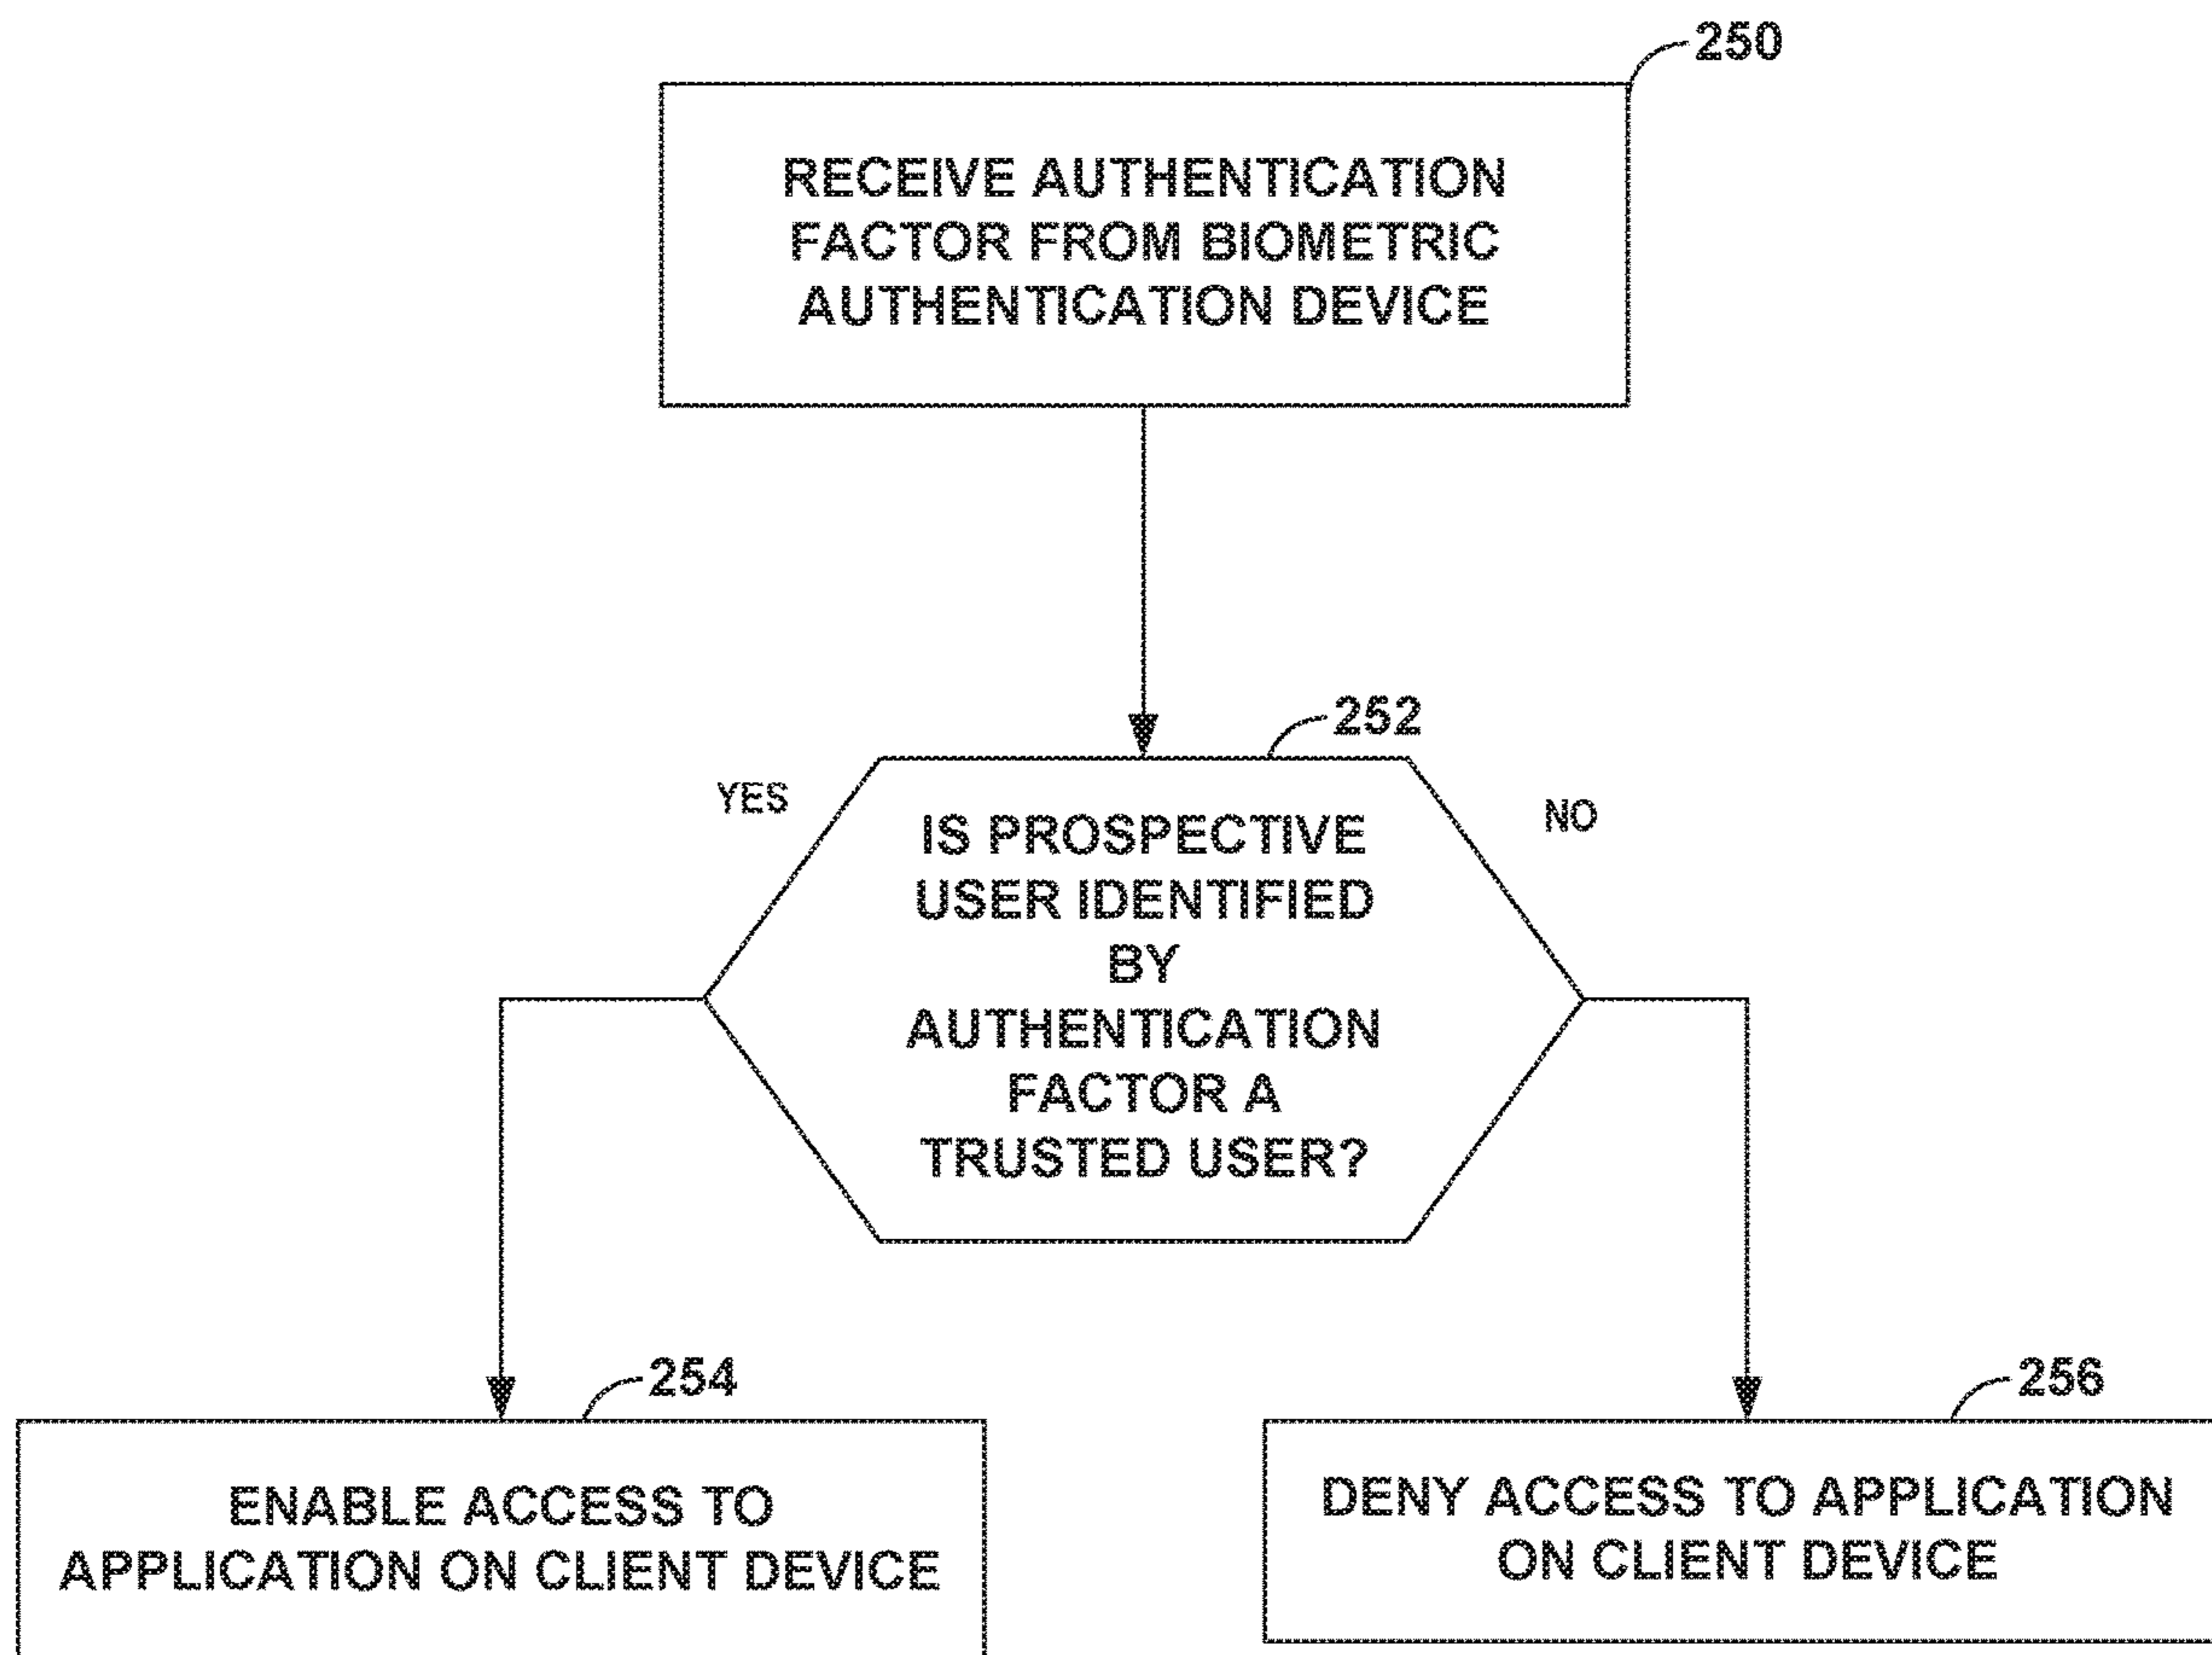 250
RECEIVE AUTHENTICATION
FACTOR FROM BIOMETRIC
AUTHENTICATION DEVICE
252
YES
NO
IS PROSPECTIVE
USER IDENTIFIED
BY
AUTHENTICATION
FACTOR A
TRUSTED USER?
254
ENABLE ACCESS TO
APPLICATION ON CLIENT DEVICE
256
DENY ACCESS TO APPLICATION
ON CLIENT DEVICE